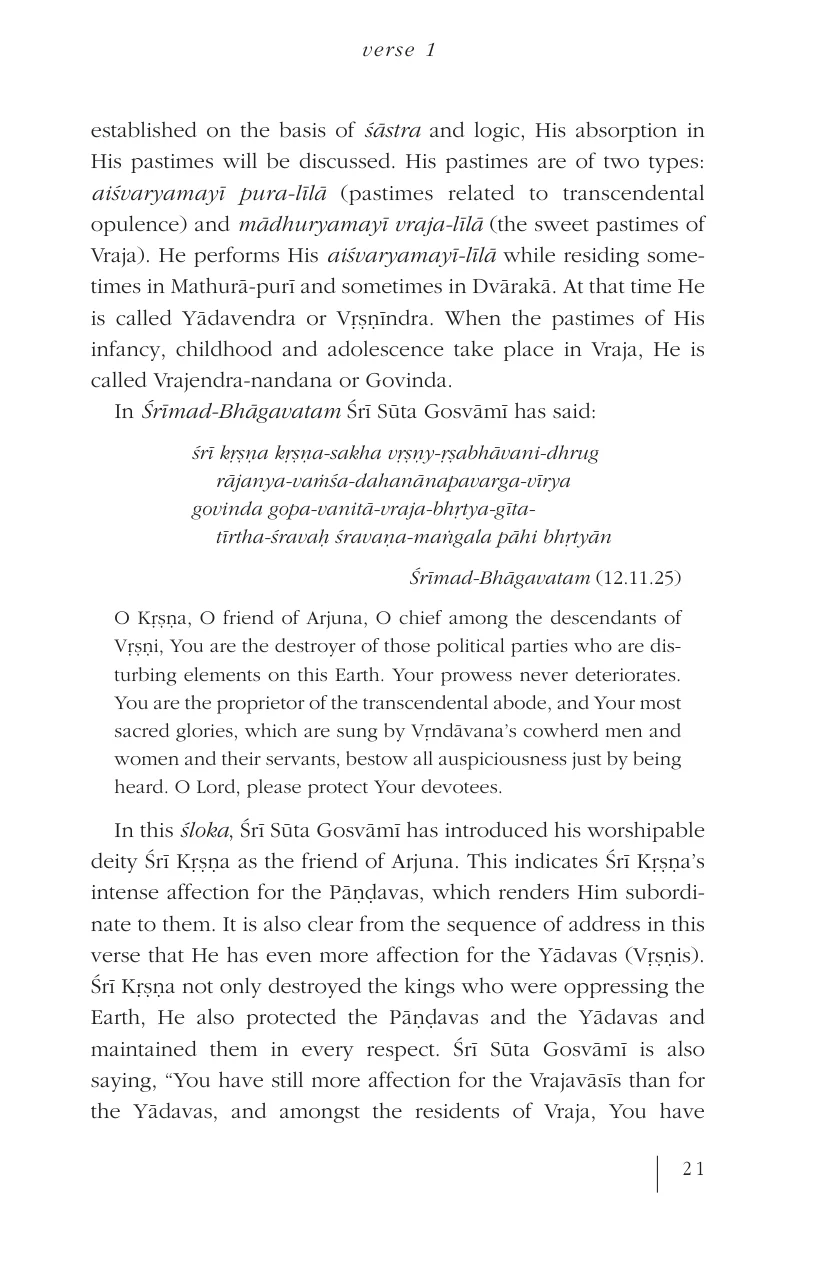 verse 1
established on the basis of śāstra and logic, His absorption in
His pastimes will be discussed. His pastimes are of two types:
aiśvaryamayī pura-līlā (pastimes related to transcendental
opulence) and mādhuryamayī vraja-līlā (the sweet pastimes of
Vraja). He performs His aiśvaryamayī-līlā while residing some-
times in Mathurā-purī and sometimes in Dvārakā. At that time He
is called Yādavendra or Vṛṣṇīndra. When the pastimes of His
infancy, childhood and adolescence take place in Vraja, He is
called Vrajendra-nandana or Govinda.
In Śrīmad-Bhāgavatam Śrī Sūta Gosvāmī has said:
śrī kṛṣṇa kṛṣṇa-sakha vṛṣṇy-ṛṣabhāvani-dhrug
rājanya-vaṁśa-dahanānapavarga-vīrya
govinda gopa-vanitā-vraja-bhṛtya-gīta-
tīrtha-śravaḥ śravaṇa-maṅgala pāhi bhṛtyān
Śrīmad-Bhāgavatam (12.11.25)
O Kṛṣṇa, O friend of Arjuna, O chief among the descendants of
Vṛṣṇi, You are the destroyer of those political parties who are dis-
turbing elements on this Earth. Your prowess never deteriorates.
You are the proprietor of the transcendental abode, and Your most
sacred glories, which are sung by Vṛndāvana’s cowherd men and
women and their servants, bestow all auspiciousness just by being
heard. O Lord, please protect Your devotees.
In this śloka, Śrī Sūta Gosvāmī has introduced his worshipable
deity Śrī Kṛṣṇa as the friend of Arjuna. This indicates Śrī Kṛṣṇa’s
intense affection for the Pāṇḍavas, which renders Him subordi-
nate to them. It is also clear from the sequence of address in this
verse that He has even more affection for the Yādavas (Vṛṣṇis).
Śrī Kṛṣṇa not only destroyed the kings who were oppressing the
Earth, He also protected the Pāṇḍavas and the Yādavas and
maintained them in every respect. Śrī Sūta Gosvāmī is also
saying, “You have still more affection for the Vrajavāsīs than for
the Yādavas, and amongst the residents of Vraja, You have
21